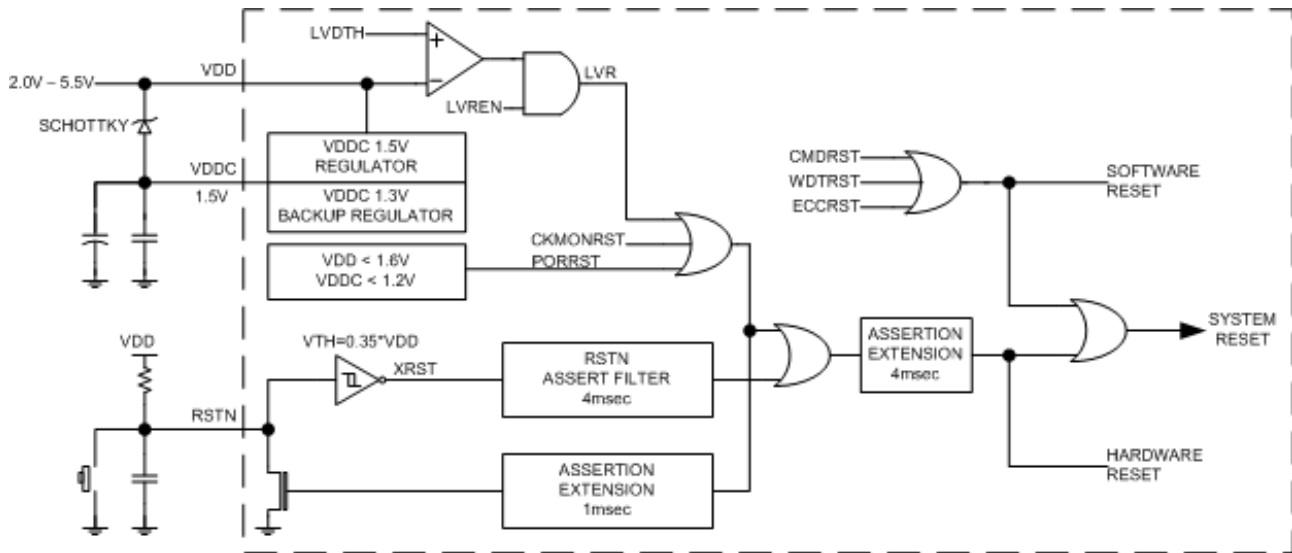 LVDTH
VDD
2.0V – 5.5V
LVR
LVREN
SCHOTTKY
VDDC 1.5V
REGULATOR
VDDC
1.5V
VDDC 1.3V
BACKUP REGULATOR
CMDRST
WDTRST
ECCRST
SOFTWARE
RESET
CKMONRST
PORRST
VDD < 1.6V
VDDC < 1.2V
VDD
VTH=0.35*VDD
XRST
RSTN
ASSERT FILTER
4msec
ASSERTION
EXTENSION
4msec
SYSTEM
RESET
RSTN
ASSERTION
EXTENSION
1msec
HARDWARE
RESET